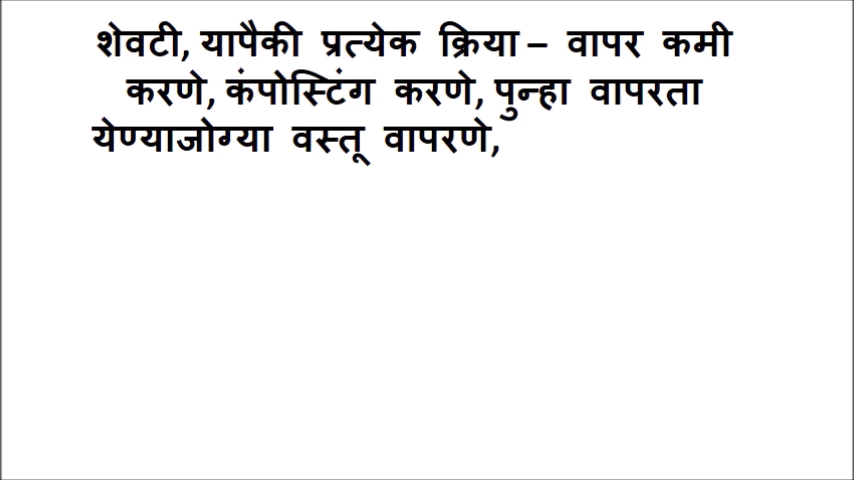 शेवटी, यापैकी प्रत्येक क्रिया – वापर कमी
करणे, कंपोस्टिंग करणे, पुन्हा वापरता
येण्याजोग्या वस्तू वापरणे,